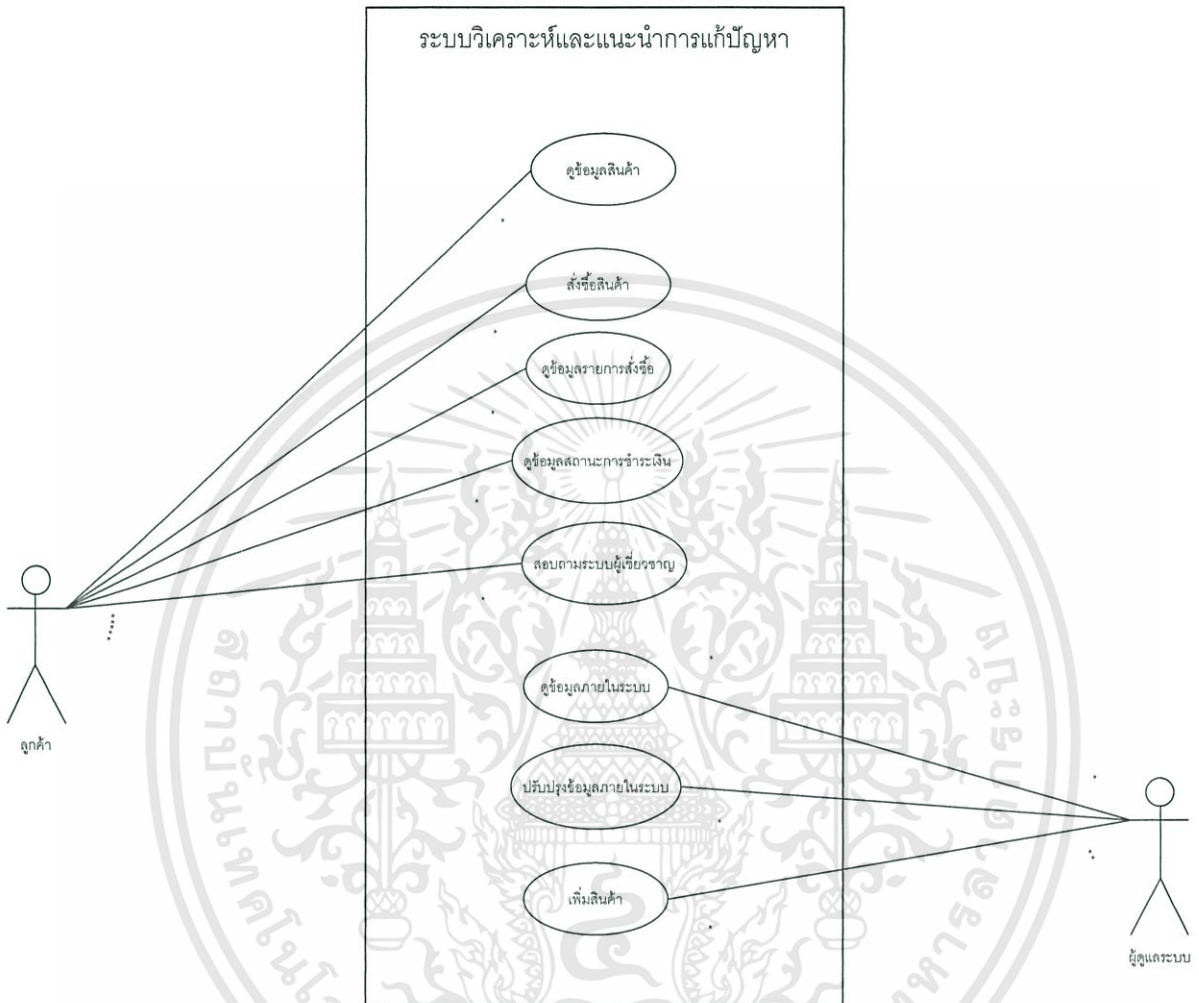 ระบบวิเคราะห์และแนะนำการแก้ปัญหา
ดูข้อมูลสินค้า
สั่งซื้อสินค้า
ดูข้อมูลรายการสั่งซื้อ
ดูข้อมูลสถานะการชำระเงิน
สอบถามระบบผู้เชี่ยวชาญ
ดูข้อมูลภายในระบบ
ปรับปรุงข้อมูลภายในระบบ
เพิ่มสินค้า
ลูกค้า
ผู้ดูแลระบบ